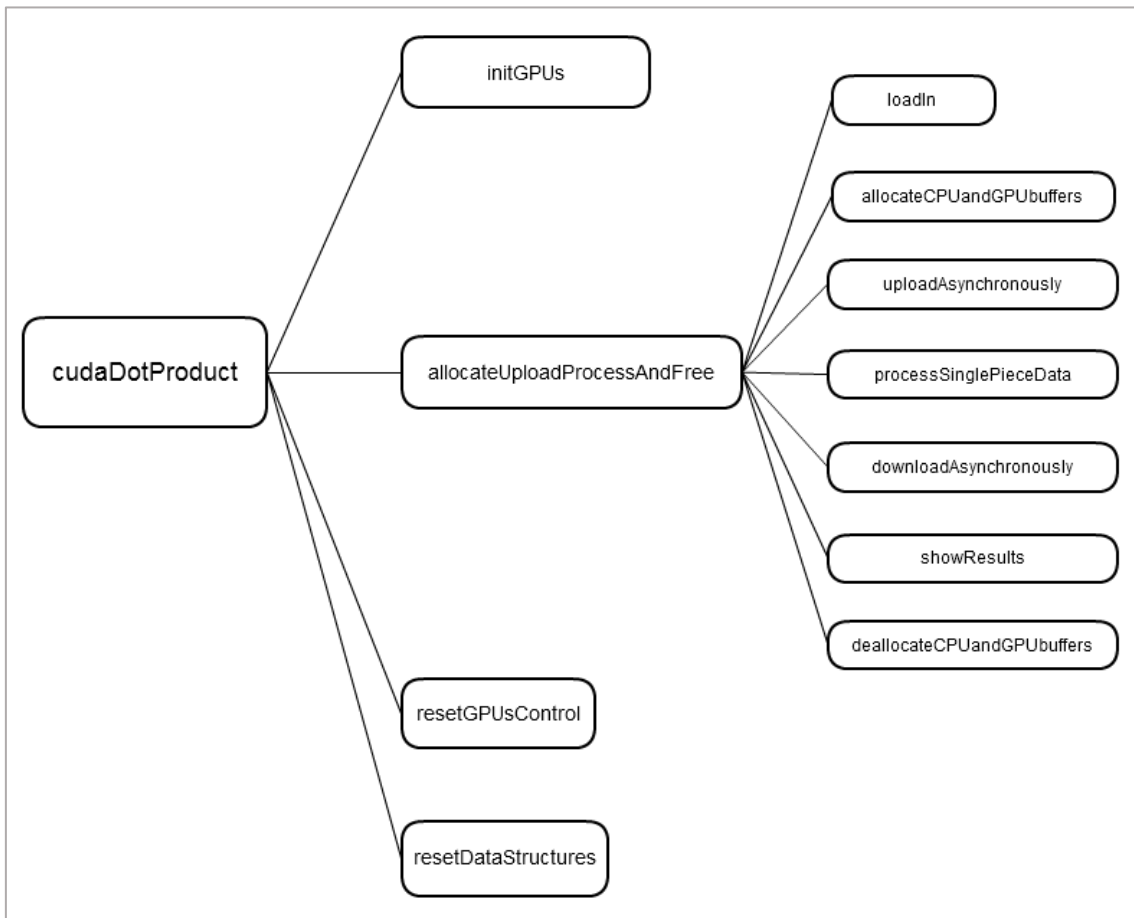 cudaDotProduct
initGPUs
allocateUploadProcessAndFree
resetGPUsControl
resetDataStructures
loadIn
allocateCPUandGPUbuffers
uploadAsynchronously
processSinglePieceData
downloadAsynchronously
showResults
deallocateCPUandGPUbuffers